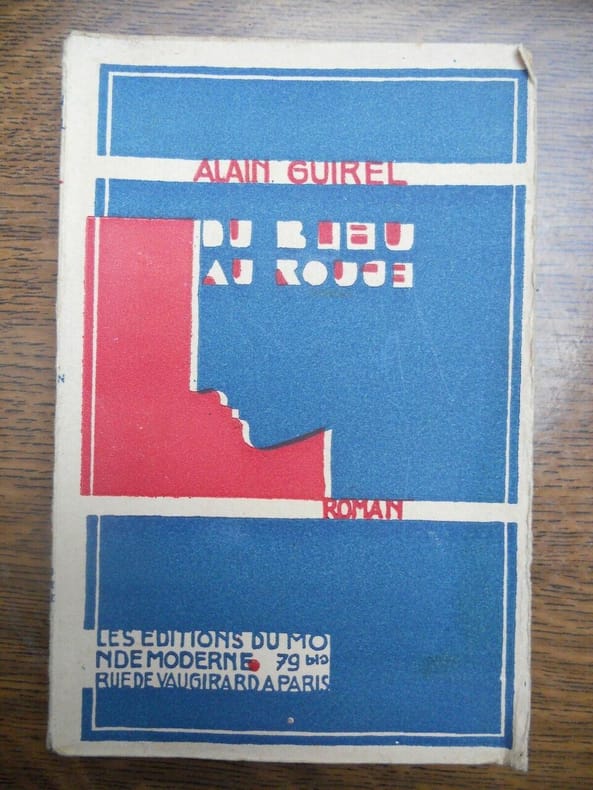 ALAIN GUIREL
DU BLEU
AU ROUGE
ROMAN
LES EDITIONS DU MO
NDE MODERNE. 79 bis
RUE DE VAUGIRARD A PARIS